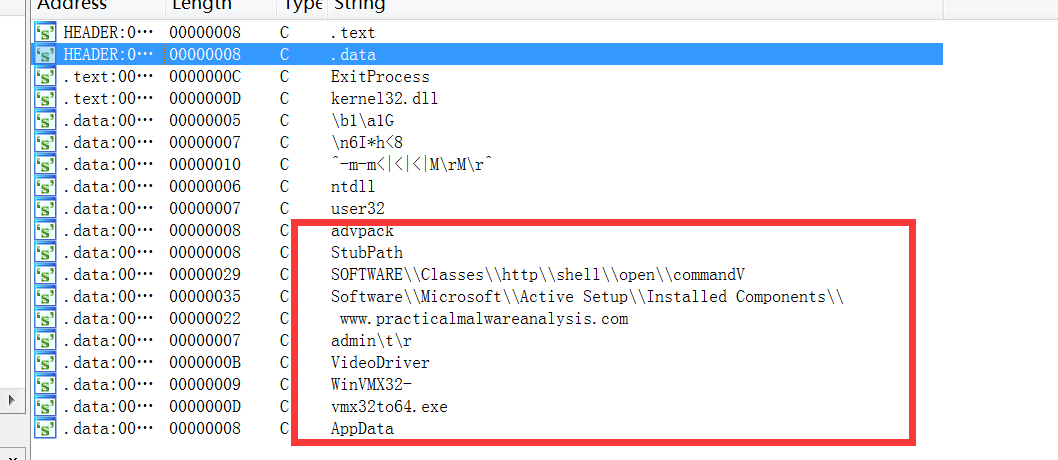 Address Length Type String
HEADER:0… 00000008 C .text
HEADER:0… 00000008 C .data
.text:00… 0000000C C ExitProcess
.text:00… 0000000D C kernel32.dll
.data:00… 00000005 C \b1\a1G
.data:00… 00000007 C \n6I*h<8
.data:00… 00000010 C ^-m-m<|<|<|M\rM\r^
.data:00… 00000006 C ntdll
.data:00… 00000007 C user32
.data:00… 00000008 C advpack
.data:00… 00000008 C StubPath
.data:00… 00000029 C SOFTWARE\\Classes\\http\\shell\\open\\commandV
.data:00… 00000035 C Software\\Microsoft\\Active Setup\\Installed Components\\
.data:00… 00000022 C www.practicalmalwareanalysis.com
.data:00… 00000007 C admin\t\r
.data:00… 0000000B C VideoDriver
.data:00… 00000009 C WinVMX32-
.data:00… 0000000D C vmx32to64.exe
.data:00… 00000008 C AppData